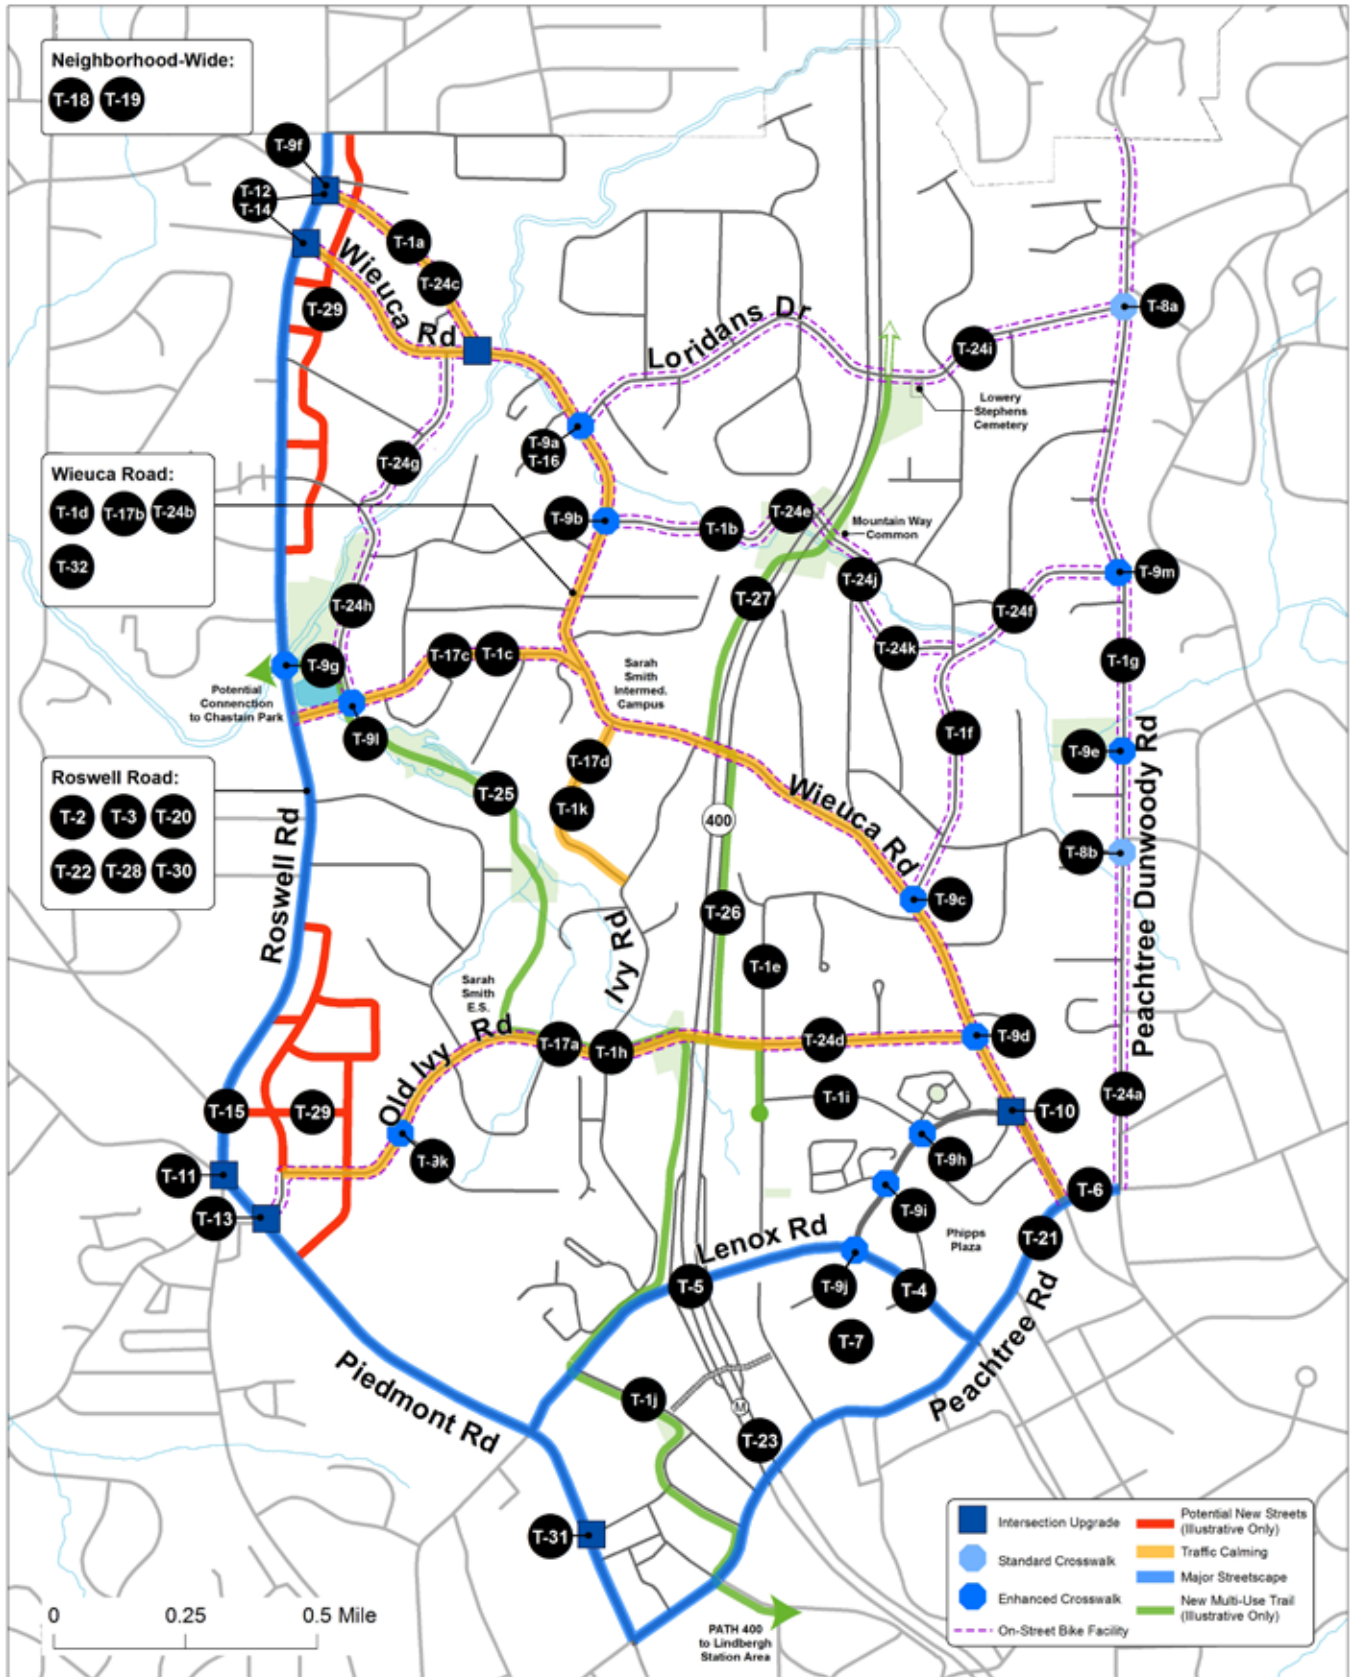 Neighborhood-Wide:
T-18 T-19
T-9f
T-12
T-14
T-1a
T-24c
Wieuca Rd
T-29
Loridans Dr
T-8a
T-24i
Lowery
Stephens
Cemetery
T-9a
T-16
T-24g
Wieuca Road:
T-1d T-17b T-24b
T-32
T-9b
T-1b
T-24e
Mountain Way
Common
T-24j
T-9m
T-27
T-24h
T-24f
T-24k
T-9g
T-17c T-1c
T-1g
Sarah
Smith
Intermed.
Campus
Potential
Connenction
to Chastain Park
T-9l
T-1f
T-9e
T-17d
T-25
T-1k
Roswell Road:
T-2 T-3 T-20
T-22 T-28 T-30
400
Wieuca Rd
Peachtree Dunwoody Rd
T-8b
Roswell Rd
T-9c
T-26
Ivy Rd
T-1e
Sarah
Smith
E.S.
Old Ivy Rd
T-17a
T-1h
T-24d
T-9d
T-1i
T-24a
T-15
T-29
T-10
T-11
T-9k
T-9h
T-13
T-6
T-9i
Phipps
Plaza
T-21
Lenox Rd
T-5
T-9j
T-4
T-7
Peachtree Rd
Piedmont Rd
T-1j
M
T-23
T-31
Intersection Upgrade
Standard Crosswalk
Enhanced Crosswalk
On-Street Bike Facility
Potential New Streets
(Illustrative Only)
Traffic Calming
Major Streetscape
New Multi-Use Trail
(Illustrative Only)
0 0.25 0.5 Mile
PATH 400
to Lindbergh
Station Area